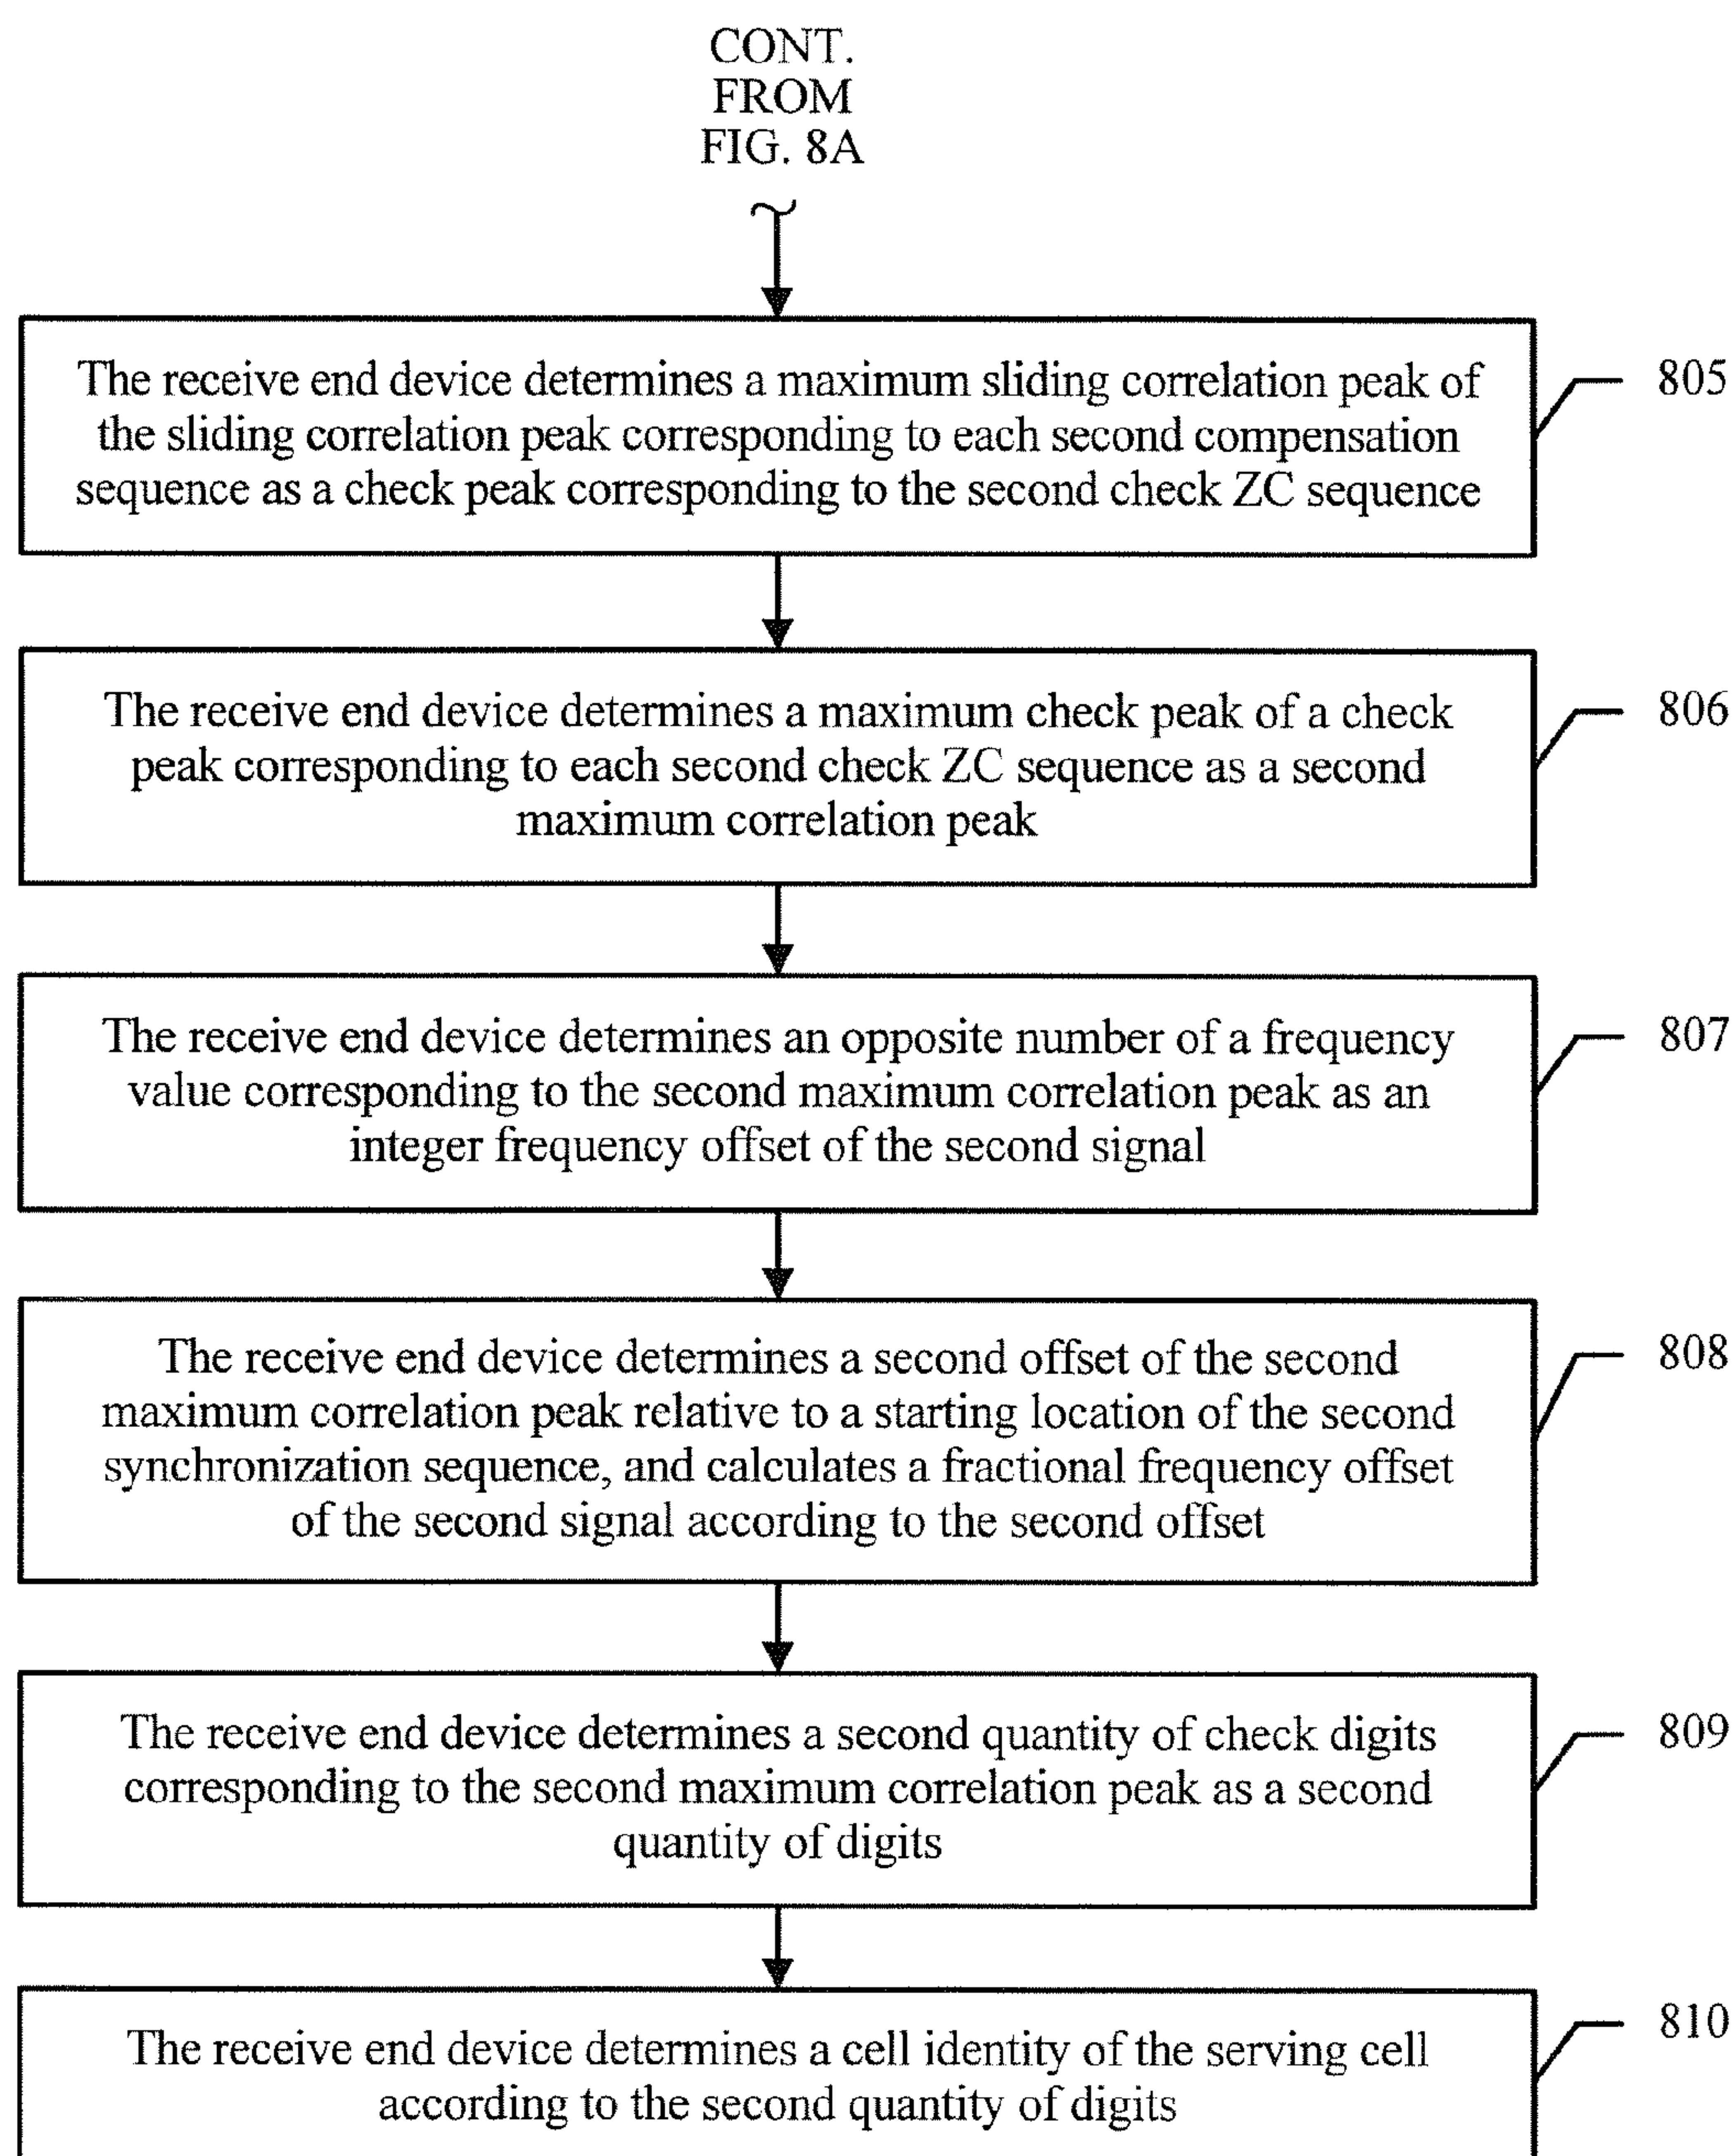 CONT.
FROM
FIG. 8A
The receive end device determines a maximum sliding correlation peak of
the sliding correlation peak corresponding to each second compensation
sequence as a check peak corresponding to the second check ZC sequence
805
The receive end device determines a maximum check peak of a check
peak corresponding to each second check ZC sequence as a second
maximum correlation peak
806
The receive end device determines an opposite number of a frequency
value corresponding to the second maximum correlation peak as an
integer frequency offset of the second signal
807
The receive end device determines a second offset of the second
maximum correlation peak relative to a starting location of the second
synchronization sequence, and calculates a fractional frequency offset
of the second signal according to the second offset
808
The receive end device determines a second quantity of check digits
corresponding to the second maximum correlation peak as a second
quantity of digits
809
The receive end device determines a cell identity of the serving cell
according to the second quantity of digits
810